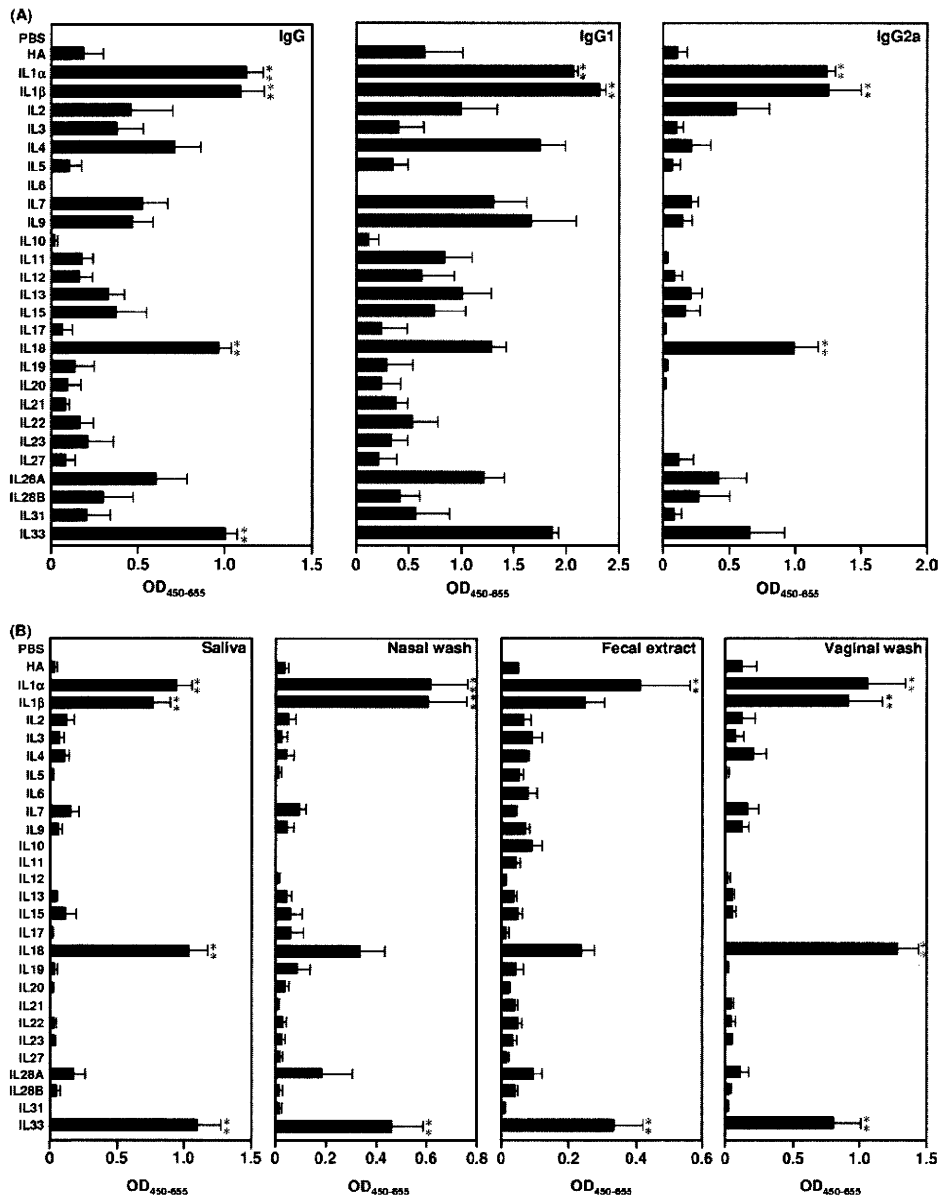 (A)
IgG IgG1 IgG2a
PBS
HA
IL1α
IL1β
IL2
IL3
IL4
IL5
IL6
IL7
IL9
IL10
IL11
IL12
IL13
IL15
IL17
IL18
IL19
IL20
IL21
IL22
IL23
IL27
IL28A
IL28B
IL31
IL33
0 0.5 1.0 1.5 0 0.5 1.0 1.5 2.0 2.5 0 0.5 1.0 1.5 2.0
OD450-655 OD450-655 OD450-655
(B)
Saliva Nasal wash Fecal extract Vaginal wash
PBS
HA
IL1α
IL1β
IL2
IL3
IL4
IL5
IL6
IL7
IL9
IL10
IL11
IL12
IL13
IL15
IL17
IL18
IL19
IL20
IL21
IL22
IL23
IL27
IL28A
IL28B
IL31
IL33
0 0.5 1.0 1.5 0 0.2 0.4 0.6 0.8 0 0.2 0.4 0.6 0 0.5 1.0 1.5
OD450-655 OD450-655 OD450-655 OD450-655